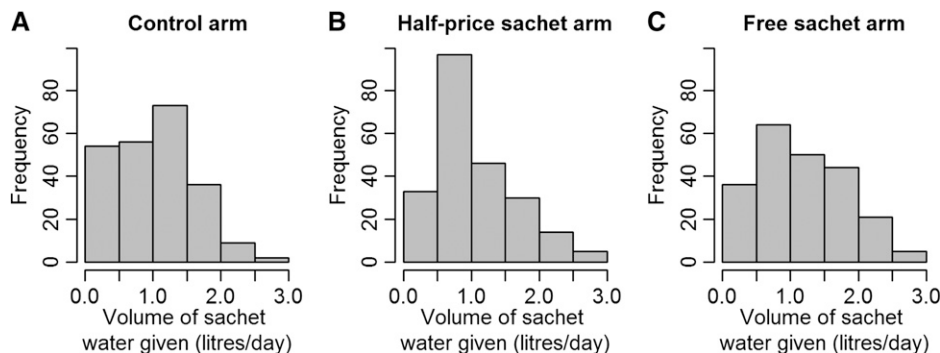 A Control arm
B Half-price sachet arm
C Free sachet arm
Frequency
0 20 40 60 80
0.0 1.0 2.0 3.0
Volume of sachet
water given (litres/day)
Frequency
0 20 40 60 80
0.0 1.0 2.0 3.0
Volume of sachet
water given (litres/day)
Frequency
0 20 40 60 80
0.0 1.0 2.0 3.0
Volume of sachet
water given (litres/day)